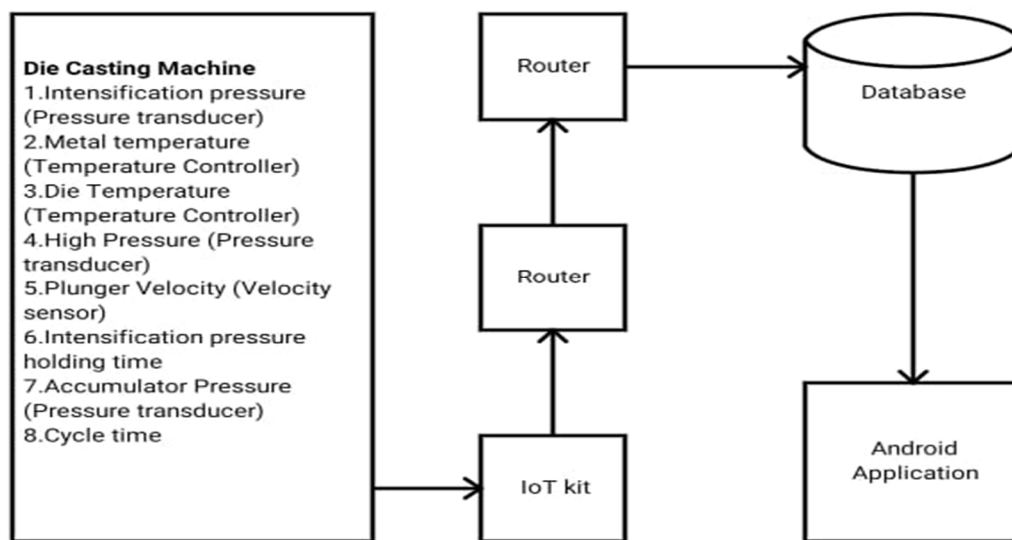 Die Casting Machine
1.Intensification pressure
(Pressure transducer)
2.Metal temperature
(Temperature Controller)
3.Die Temperature
(Temperature Controller)
4.High Pressure (Pressure
transducer)
5.Plunger Velocity (Velocity
sensor)
6.Intensification pressure
holding time
7.Accumulator Pressure
(Pressure transducer)
8.Cycle time
IoT kit
Router
Router
Database
Android
Application